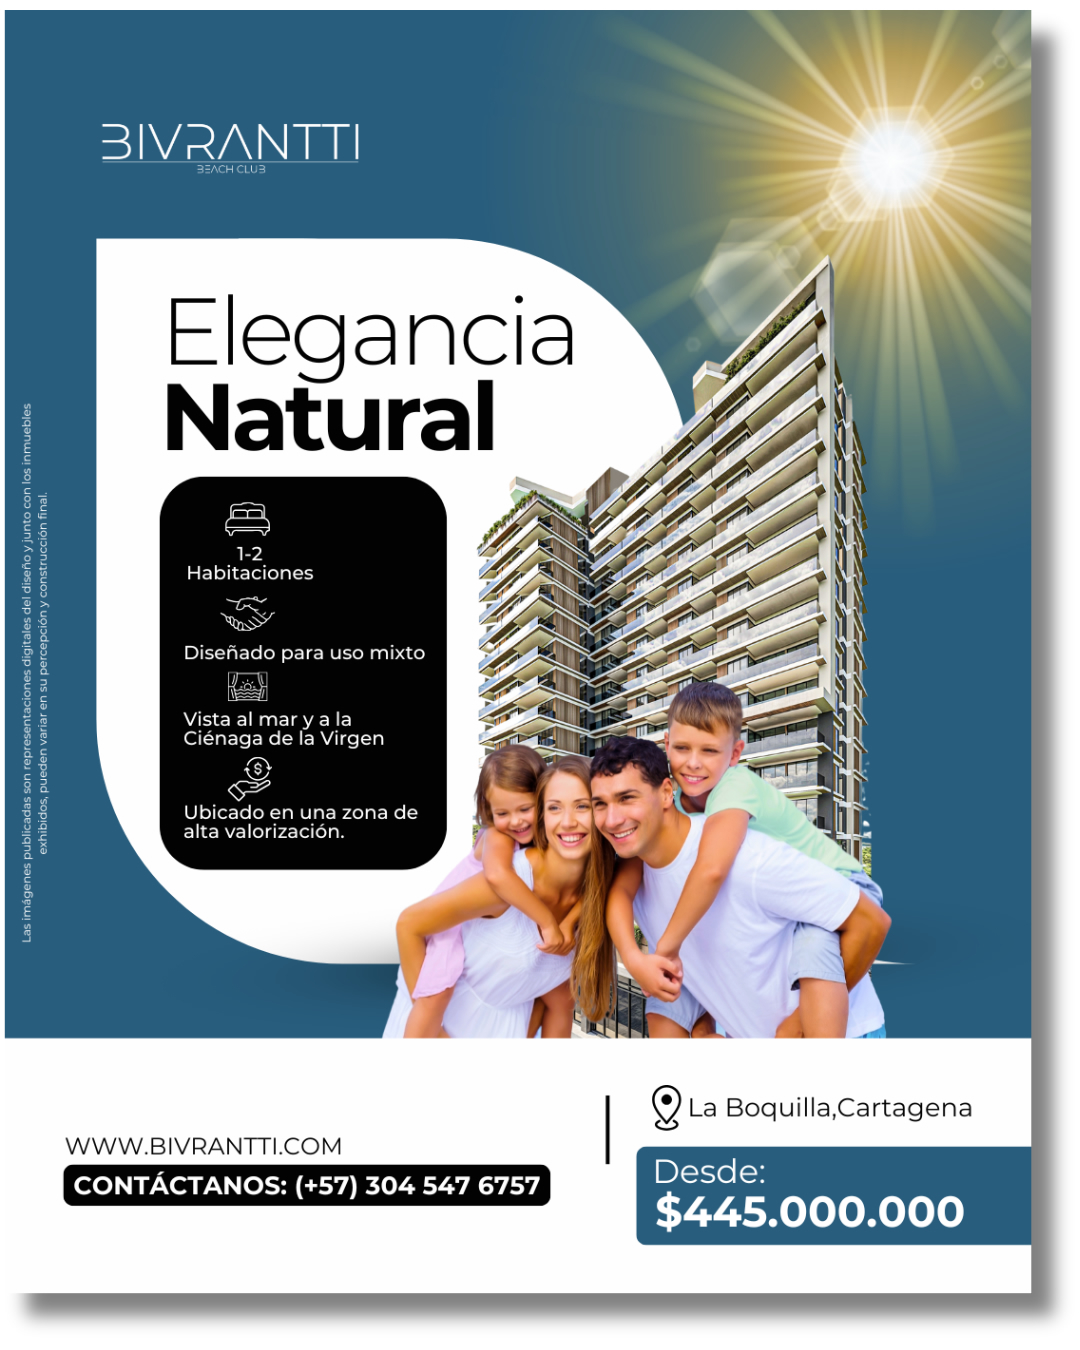 BIVRANTTI
BEACH CLUB
Elegancia
Natural
1-2
Habitaciones
Diseñado para uso mixto
Vista al mar y a la
Ciénaga de la Virgen
$
Ubicado en una zona de
alta valorización.
Las imágenes publicadas son representaciones digitales del diseño y junto con los inmuebles
exhibidos, pueden variar en su percepción y construcción final.
WWW.BIVRANTTI.COM
CONTÁCTANOS: (+57) 304 547 6757
La Boquilla,Cartagena
Desde:
$445.000.000